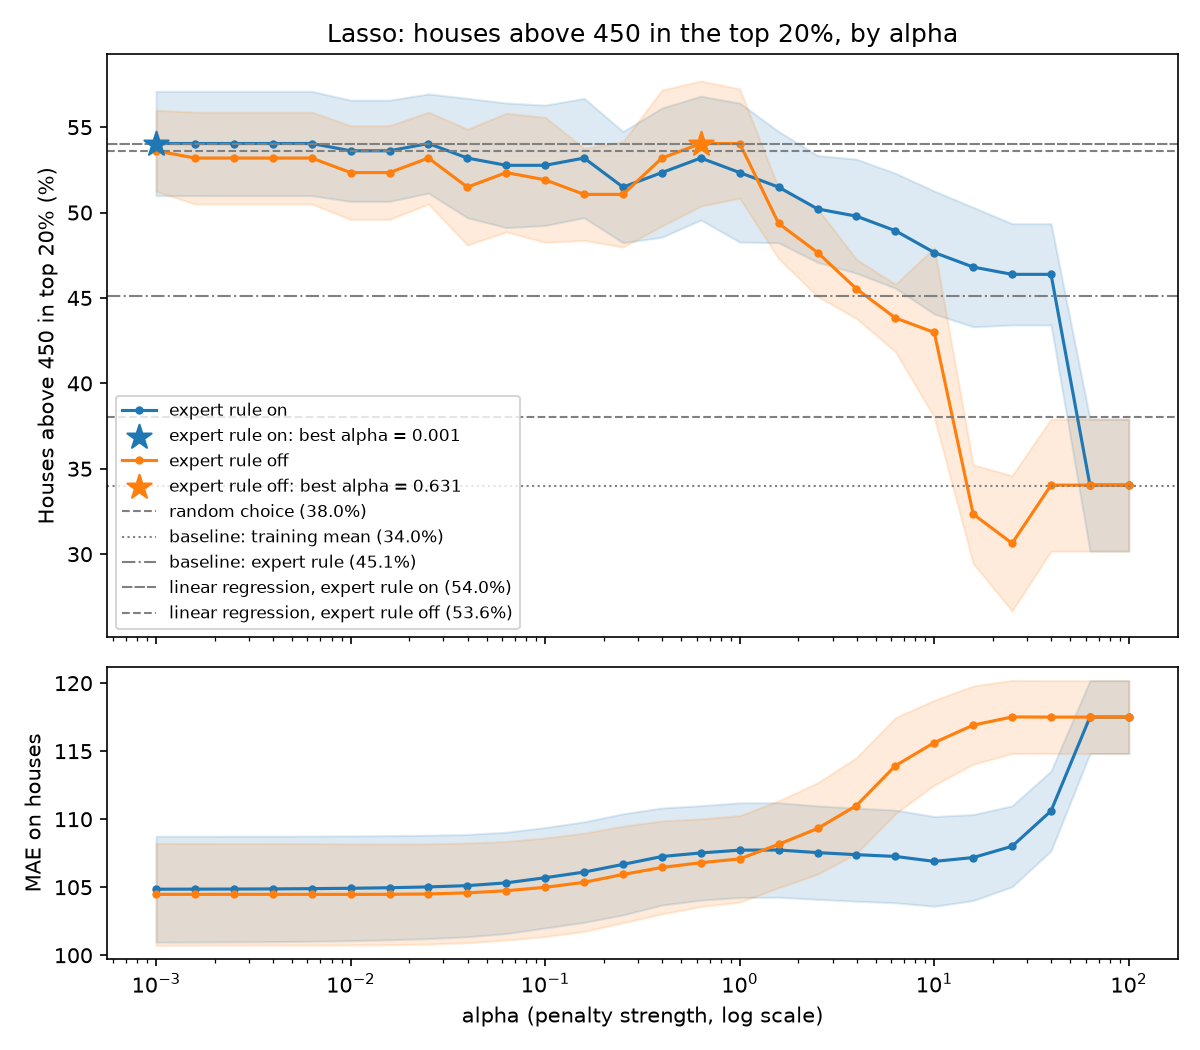 Lasso: houses above 450 in the top 20%, by alpha
Houses above 450 in top 20% (%)
55
50
45
40
35
30
expert rule on
expert rule on: best alpha = 0.001
expert rule off
expert rule off: best alpha = 0.631
random choice (38.0%)
baseline: training mean (34.0%)
baseline: expert rule (45.1%)
linear regression, expert rule on (54.0%)
linear regression, expert rule off (53.6%)
MAE on houses
120
115
110
105
100
10⁻³ 10⁻² 10⁻¹ 10⁰ 10¹ 10²
alpha (penalty strength, log scale)